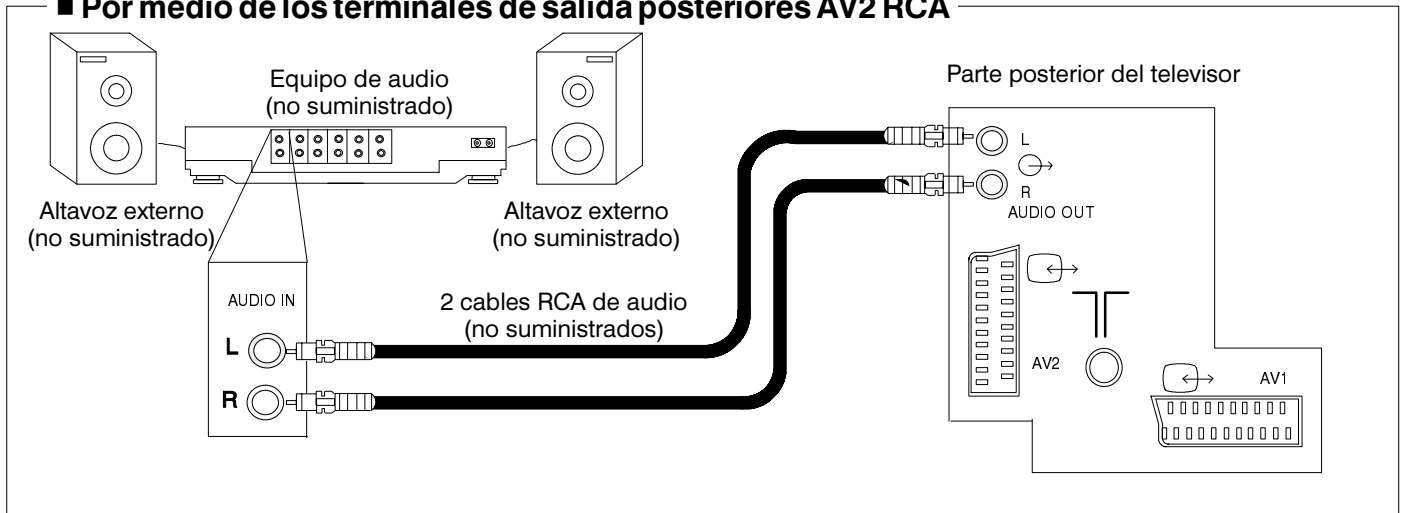 ■ Por medio de los terminales de salida posteriores AV2 RCA
Equipo de audio
(no suministrado)
Parte posterior del televisor
L
R
AUDIO OUT
Altavoz externo
(no suministrado)
Altavoz externo
(no suministrado)
AUDIO IN
2 cables RCA de audio
(no suministrados)
L
R
AV2
AV1